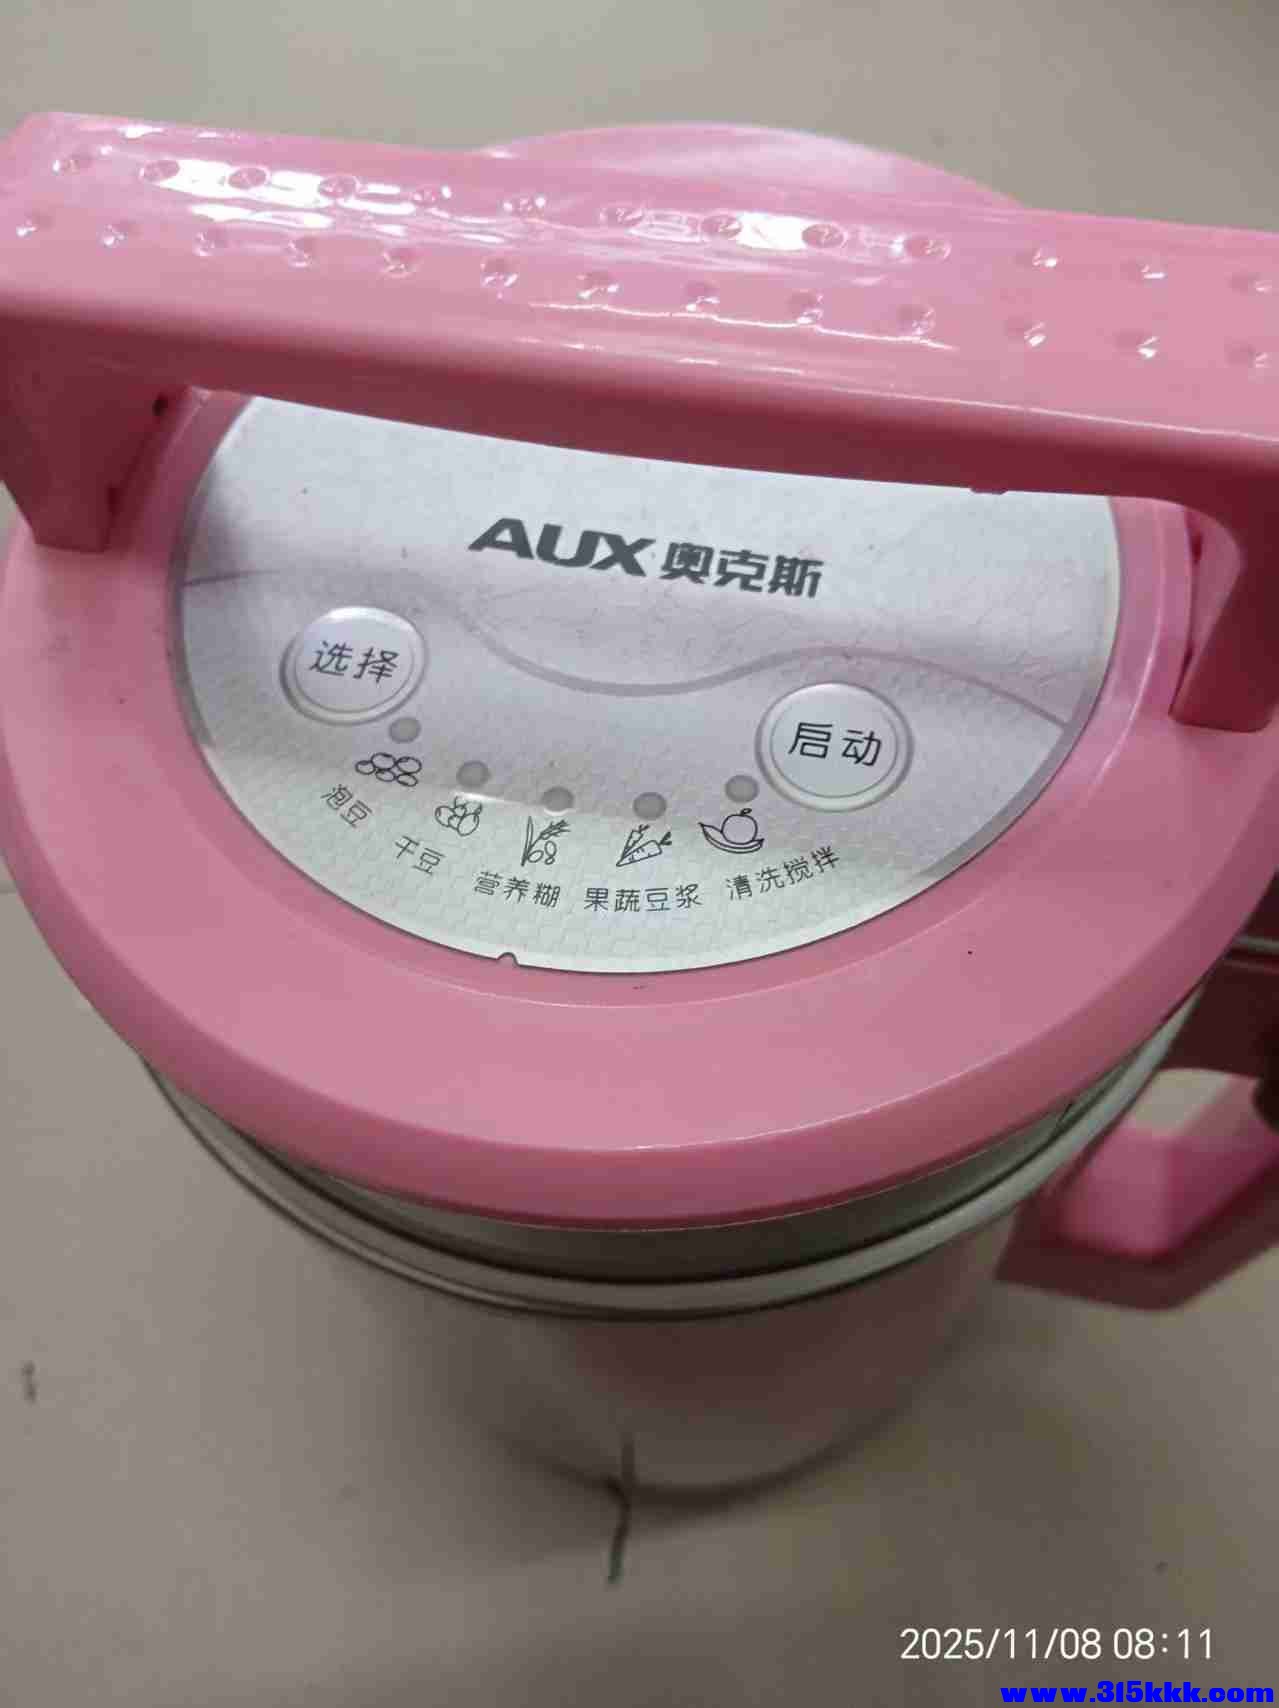 AUX奥克斯
选择
启动
泡豆
干豆
营养糊
果蔬豆浆
清洗搅拌
2025/11/08 08:11
www.315kkk.com